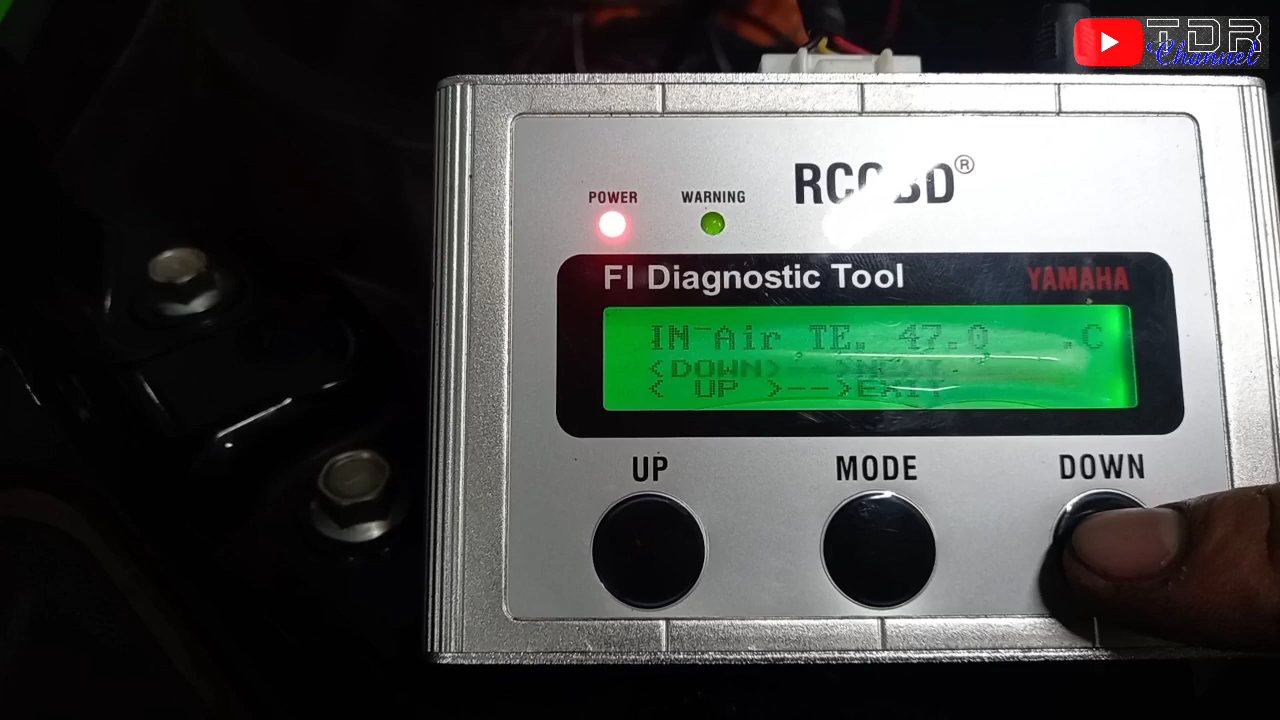 TDR
Channel
RCOBD®
POWER
WARNING
FI Diagnostic Tool
YAMAHA
IN-Air TE. 47.0 .C
<DOWN>-->NEXT
< UP >-->EXIT
UP
MODE
DOWN